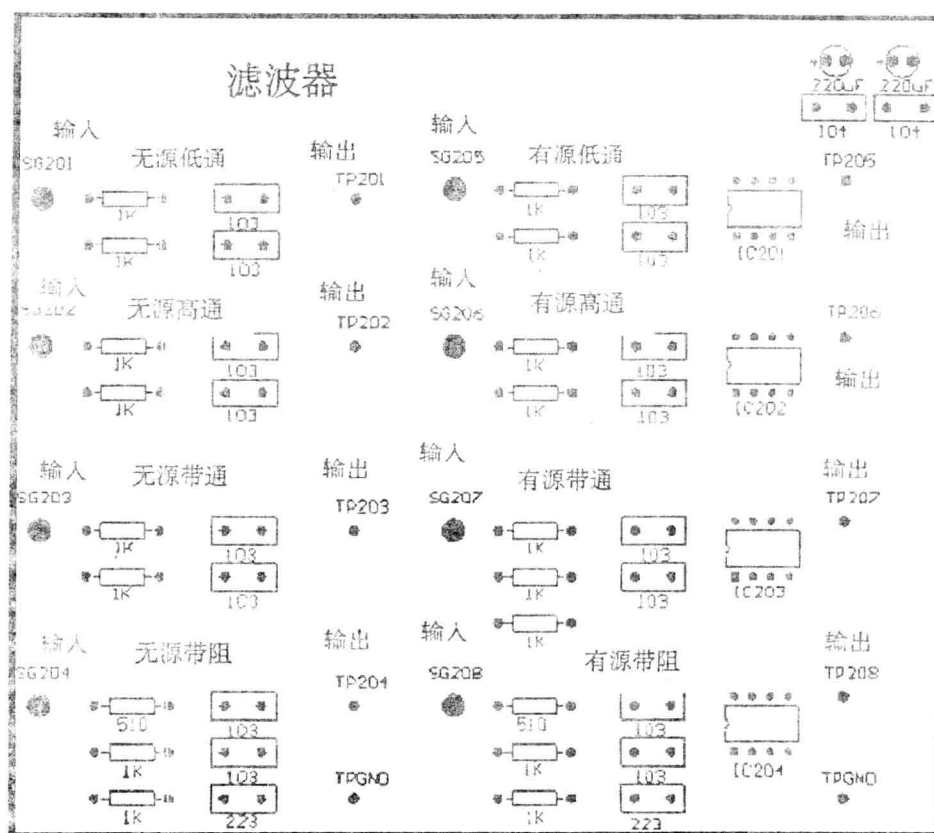 滤波器
220uF 220uF
104 104
输入 无源低通 输出
SG201 TP201
1K 103
1K 103
输入 有源低通
SG205 TP205
1K 103
1K 103
IC201 输出
输入 无源高通 输出
SG202 TP202
1K 103
1K 103
输入 有源高通
SG206 TP206
1K 103
1K 103
IC202 输出
输入 无源带通 输出
SG203 TP203
1K 103
1K 103
输入 有源带通 输出
SG207 TP207
1K 103
1K 103
1K
IC203
输入 无源带阻 输出
SG204 TP204
510 103
1K 103
1K 223
TPGND
输入 有源带阻 输出
SG208 TP208
510 103
1K 103
1K 223
IC204
TPGND